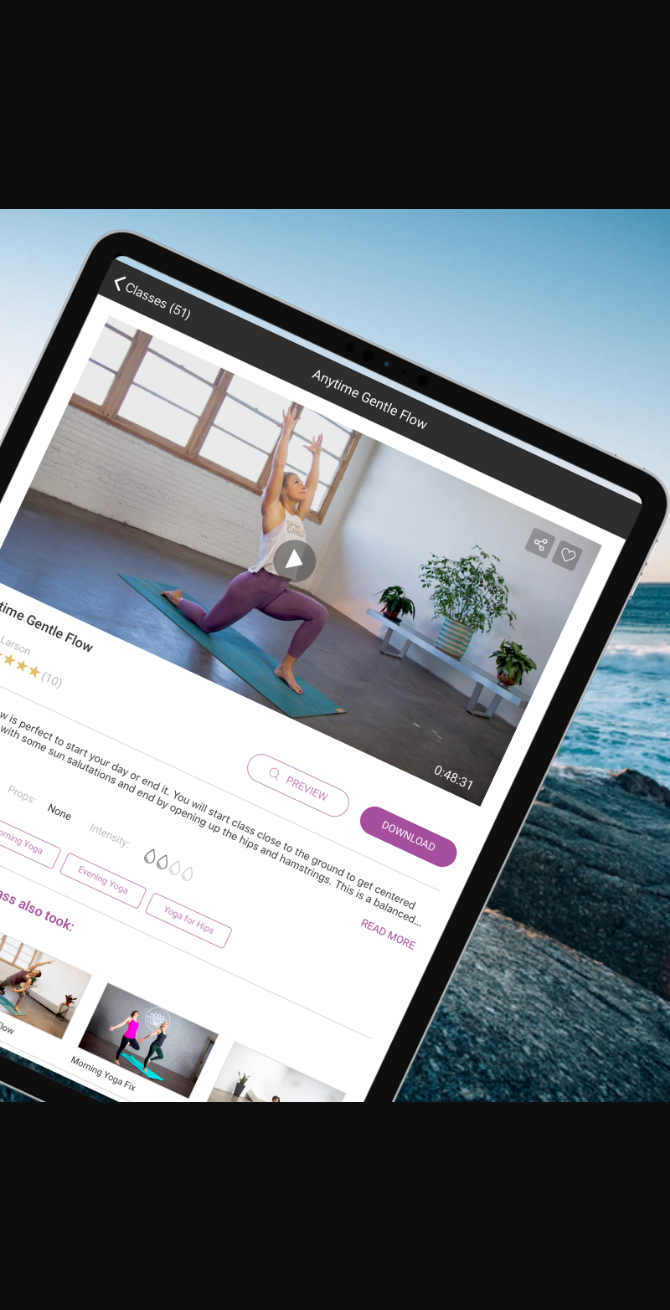 Classes (51)
Anytime Gentle Flow
0:48:31
time Gentle Flow
Larson
(10)
PREVIEW
DOWNLOAD
w is perfect to start your day or end it. You will start class close to the ground to get centered
with some sun salutations and end by opening up the hips and hamstrings. This is a balanced...
READ MORE
Props: None Intensity:
orning Yoga Evening Yoga Yoga for Hips
ass also took:
low
Morning Yoga Fix